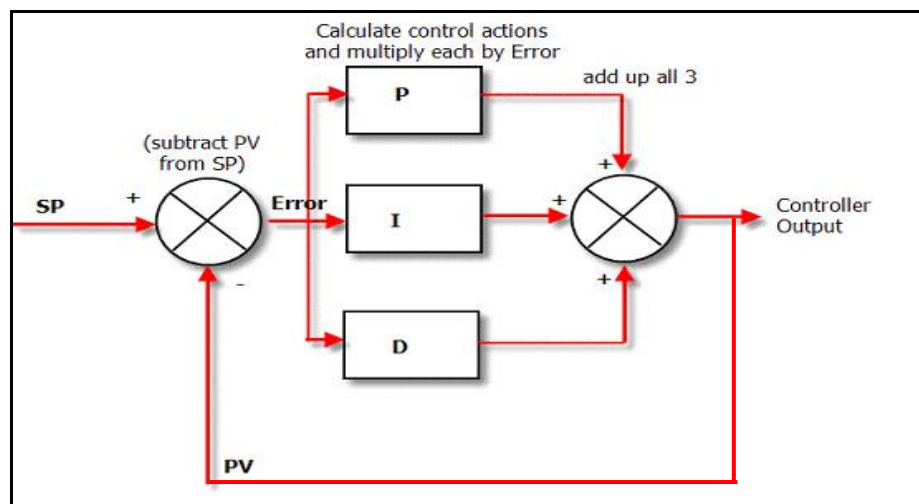 Calculate control actions
and multiply each by Error
P
add up all 3
(subtract PV
from SP)
+
SP
+
Error
+
I
Controller
Output
-
+
D
PV